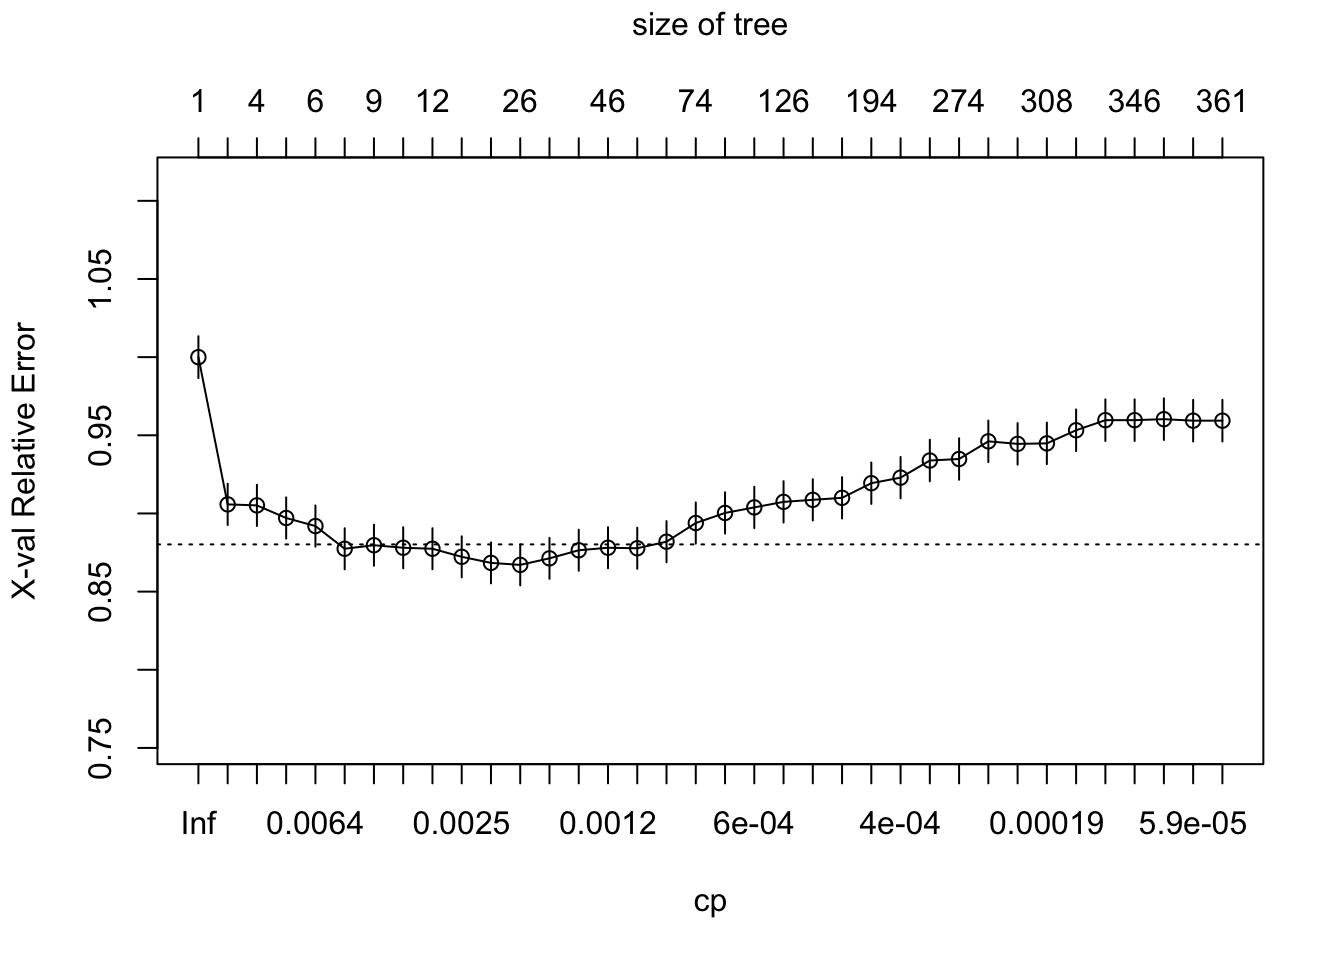 size of tree
1 4 6 9 12 26 46 74 126 194 274 308 346 361
X-val Relative Error
1.05
0.95
0.85
0.75
Inf 0.0064 0.0025 0.0012 6e-04 4e-04 0.00019 5.9e-05
cp